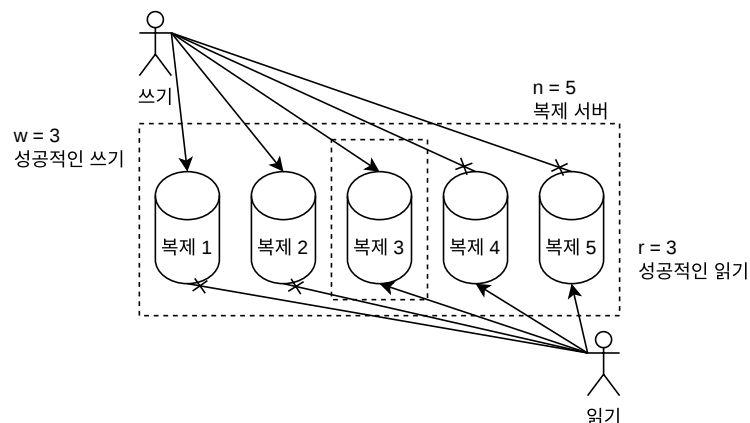 쓰기
n = 5
복제 서버
w = 3
성공적인 쓰기
복제 1
복제 2
복제 3
복제 4
복제 5
r = 3
성공적인 읽기
읽기